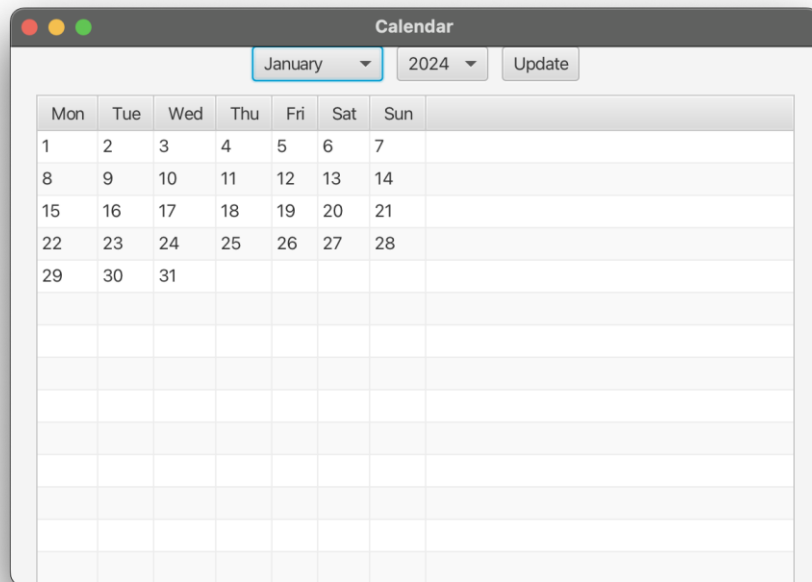 Calendar
January 2024 Update
Mon Tue Wed Thu Fri Sat Sun
1 2 3 4 5 6 7
8 9 10 11 12 13 14
15 16 17 18 19 20 21
22 23 24 25 26 27 28
29 30 31